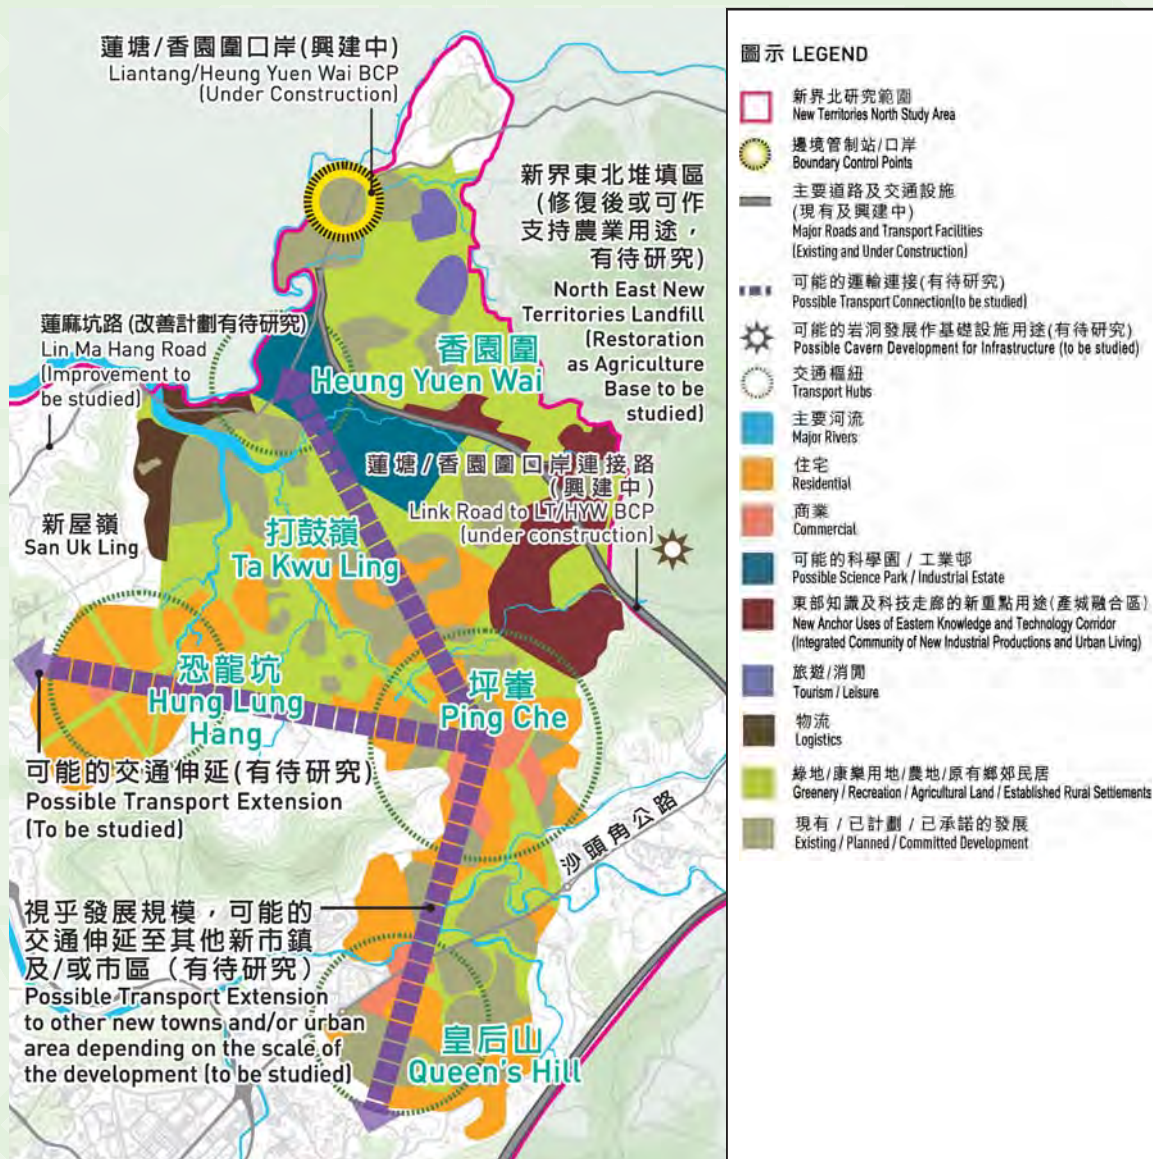 蓮塘/香園圍口岸(興建中)
Liantang/Heung Yuen Wai BCP
(Under Construction)
新界東北堆填區
(修復後或可作
支持農業用途，
有待研究)
North East New
Territories Landfill
(Restoration
as Agriculture
Base to be
studied)
蓮麻坑路 (改善計劃有待研究)
Lin Ma Hang Road
(Improvement to
be studied)
香園圍
Heung Yuen Wai
蓮塘/香園圍口岸連接路
(興建中)
Link Road to LT/HYW BCP
(under construction)
新屋嶺
San Uk Ling
打鼓嶺
Ta Kwu Ling
恐龍坑
Hung Lung
Hang
坪輋
Ping Che
可能的交通伸延(有待研究)
Possible Transport Extension
(To be studied)
沙頭角公路
視乎發展規模，可能的
交通伸延至其他新市鎮
及/或市區（有待研究）
Possible Transport Extension
to other new towns and/or urban
area depending on the scale of
the development (to be studied)
皇后山
Queen's Hill
圖示 LEGEND
新界北研究範圍
New Territories North Study Area
邊境管制站/口岸
Boundary Control Points
主要道路及交通設施
(現有及興建中)
Major Roads and Transport Facilities
(Existing and Under Construction)
可能的運輸連接(有待研究)
Possible Transport Connection(to be studied)
可能的岩洞發展作基礎設施用途(有待研究)
Possible Cavern Development for Infrastructure (to be studied)
交通樞紐
Transport Hubs
主要河流
Major Rivers
住宅
Residential
商業
Commercial
可能的科學園 / 工業邨
Possible Science Park / Industrial Estate
東部知識及科技走廊的新重點用途(產城融合區)
New Anchor Uses of Eastern Knowledge and Technology Corridor
(Integrated Community of New Industrial Productions and Urban Living)
旅遊/消閒
Tourism / Leisure
物流
Logistics
綠地/康樂用地/農地/原有鄉郊民居
Greenery / Recreation / Agricultural Land / Established Rural Settlements
現有 / 已計劃 / 已承諾的發展
Existing / Planned / Committed Development